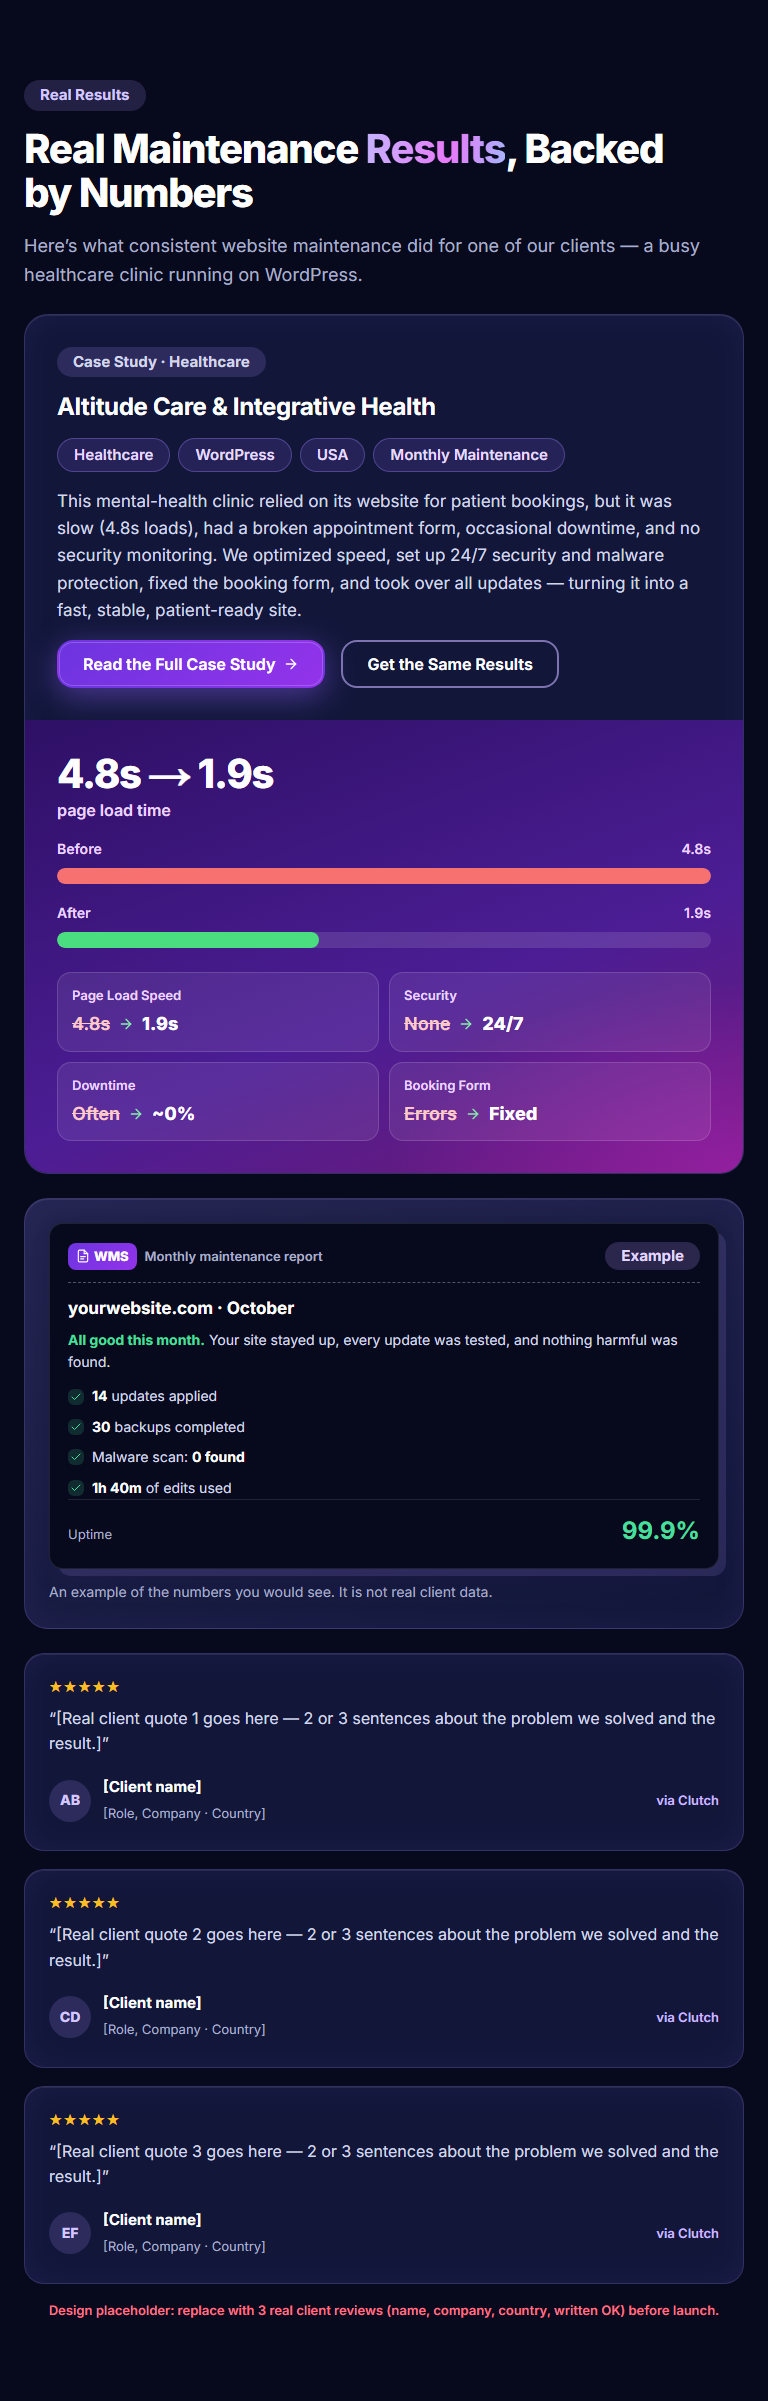 Real Results
Real Maintenance Results, Backed
by Numbers
Here’s what consistent website maintenance did for one of our clients — a busy
healthcare clinic running on WordPress.
Case Study · Healthcare
Altitude Care & Integrative Health
Healthcare WordPress USA Monthly Maintenance
This mental-health clinic relied on its website for patient bookings, but it was
slow (4.8s loads), had a broken appointment form, occasional downtime, and no
security monitoring. We optimized speed, set up 24/7 security and malware
protection, fixed the booking form, and took over all updates — turning it into a
fast, stable, patient-ready site.
Read the Full Case Study → Get the Same Results
4.8s → 1.9s
page load time
Before 4.8s
After 1.9s
Page Load Speed
4.8s → 1.9s
Security
None → 24/7
Downtime
Often → ~0%
Booking Form
Errors → Fixed
WMS Monthly maintenance report Example
yourwebsite.com · October
All good this month. Your site stayed up, every update was tested, and nothing harmful was
found.
14 updates applied
30 backups completed
Malware scan: 0 found
1h 40m of edits used
Uptime 99.9%
An example of the numbers you would see. It is not real client data.
★★★★★
“[Real client quote 1 goes here — 2 or 3 sentences about the problem we solved and the
result.]”
AB
[Client name]
[Role, Company · Country]
via Clutch
★★★★★
“[Real client quote 2 goes here — 2 or 3 sentences about the problem we solved and the
result.]”
CD
[Client name]
[Role, Company · Country]
via Clutch
★★★★★
“[Real client quote 3 goes here — 2 or 3 sentences about the problem we solved and the
result.]”
EF
[Client name]
[Role, Company · Country]
via Clutch
Design placeholder: replace with 3 real client reviews (name, company, country, written OK) before launch.